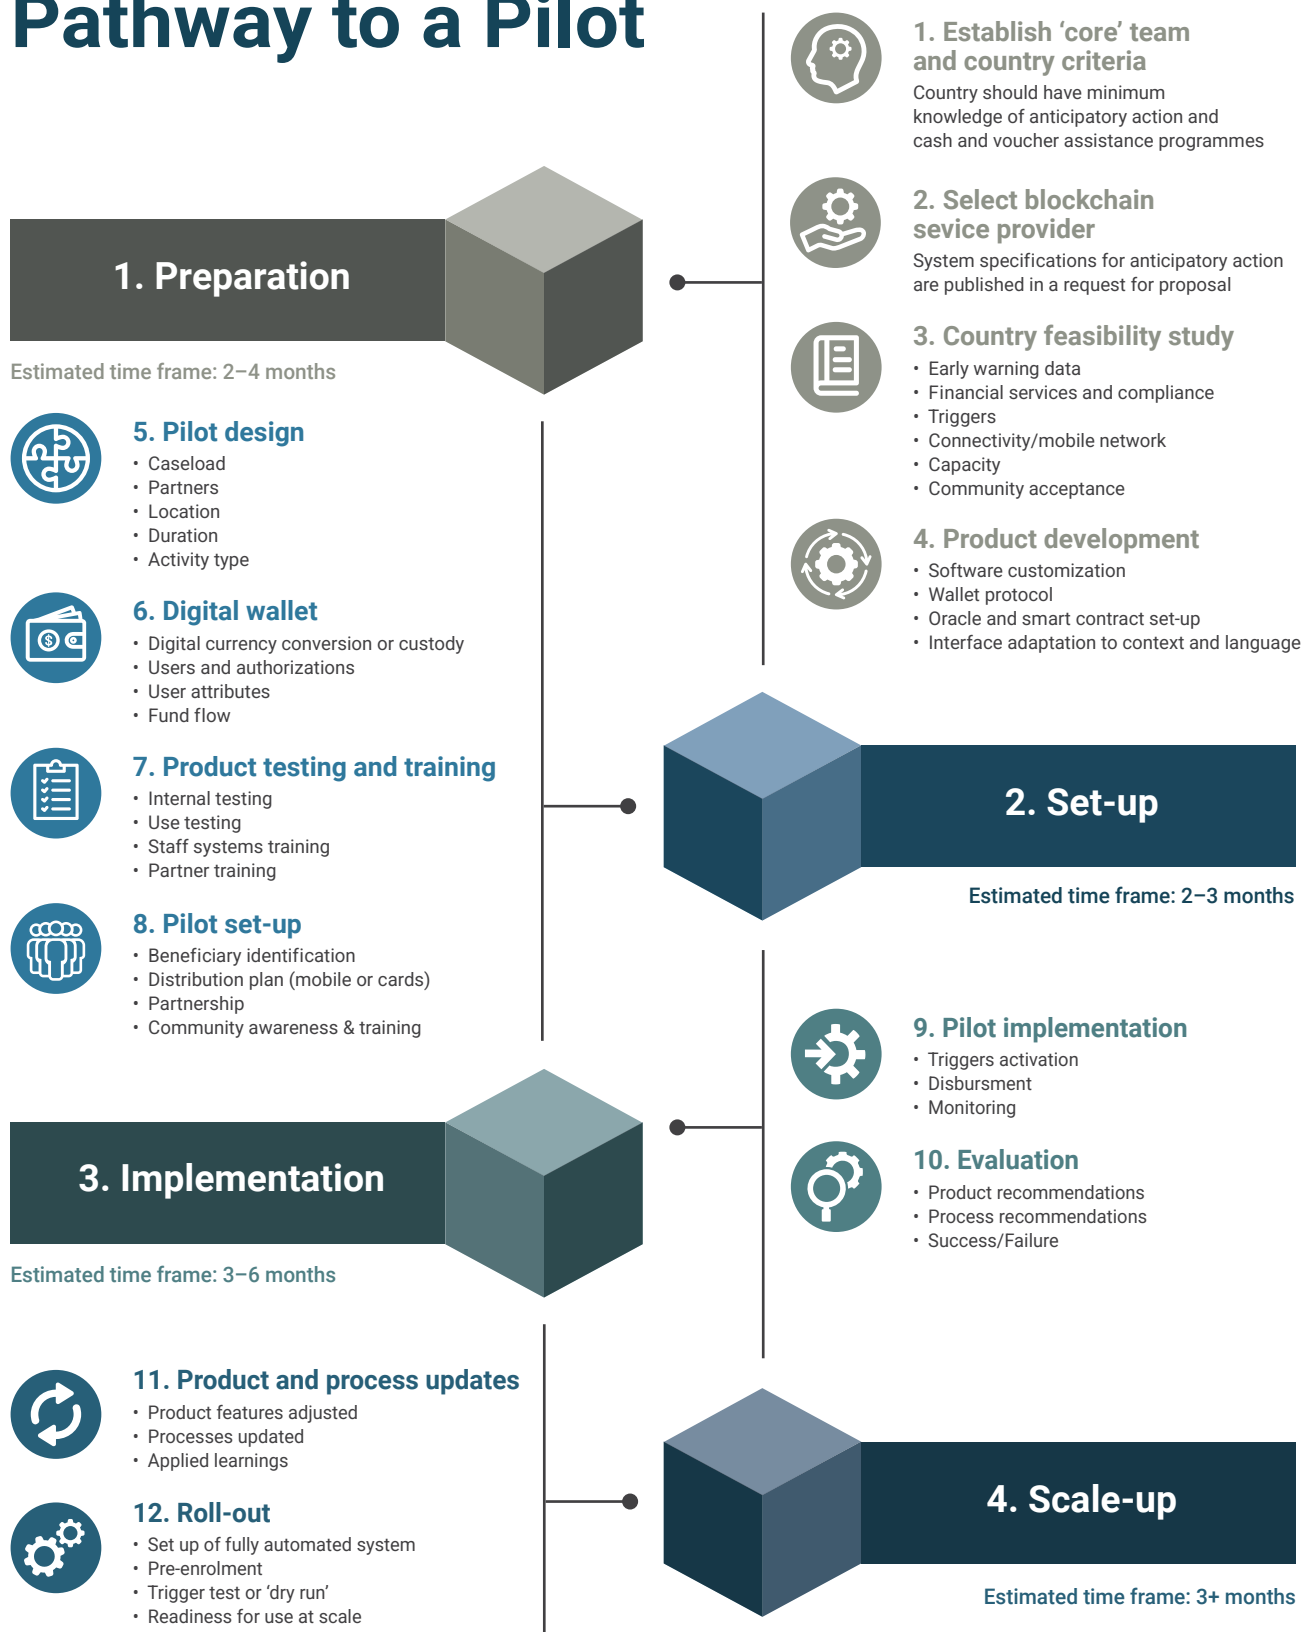 Pathway to a Pilot
1. Preparation
Estimated time frame: 2–4 months
1. Establish ‘core’ team
and country criteria
Country should have minimum
knowledge of anticipatory action and
cash and voucher assistance programmes
2. Select blockchain
sevice provider
System specifications for anticipatory action
are published in a request for proposal
3. Country feasibility study
• Early warning data
• Financial services and compliance
• Triggers
• Connectivity/mobile network
• Capacity
• Community acceptance
4. Product development
• Software customization
• Wallet protocol
• Oracle and smart contract set-up
• Interface adaptation to context and language
2. Set-up
Estimated time frame: 2–3 months
5. Pilot design
• Caseload
• Partners
• Location
• Duration
• Activity type
6. Digital wallet
• Digital currency conversion or custody
• Users and authorizations
• User attributes
• Fund flow
7. Product testing and training
• Internal testing
• Use testing
• Staff systems training
• Partner training
8. Pilot set-up
• Beneficiary identification
• Distribution plan (mobile or cards)
• Partnership
• Community awareness & training
3. Implementation
Estimated time frame: 3–6 months
9. Pilot implementation
• Triggers activation
• Disbursment
• Monitoring
10. Evaluation
• Product recommendations
• Process recommendations
• Success/Failure
4. Scale-up
Estimated time frame: 3+ months
11. Product and process updates
• Product features adjusted
• Processes updated
• Applied learnings
12. Roll-out
• Set up of fully automated system
• Pre-enrolment
• Trigger test or ‘dry run’
• Readiness for use at scale